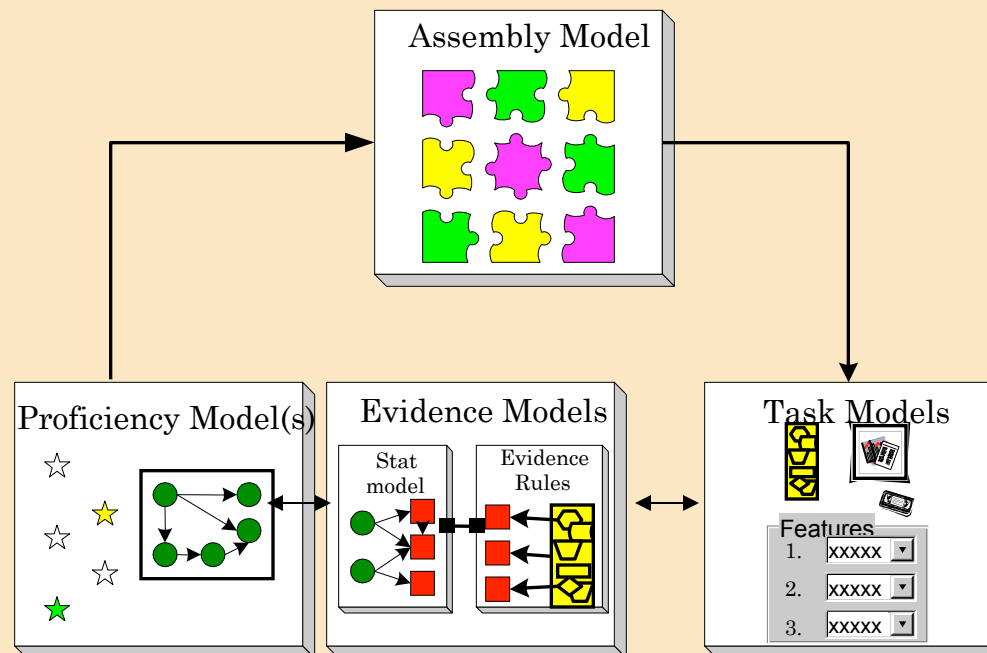 Assembly Model
Proficiency Model(s)
Evidence Models
Task Models
Stat
model
Evidence
Rules
Features
1. xxxxx
2. xxxxx
3. xxxxx